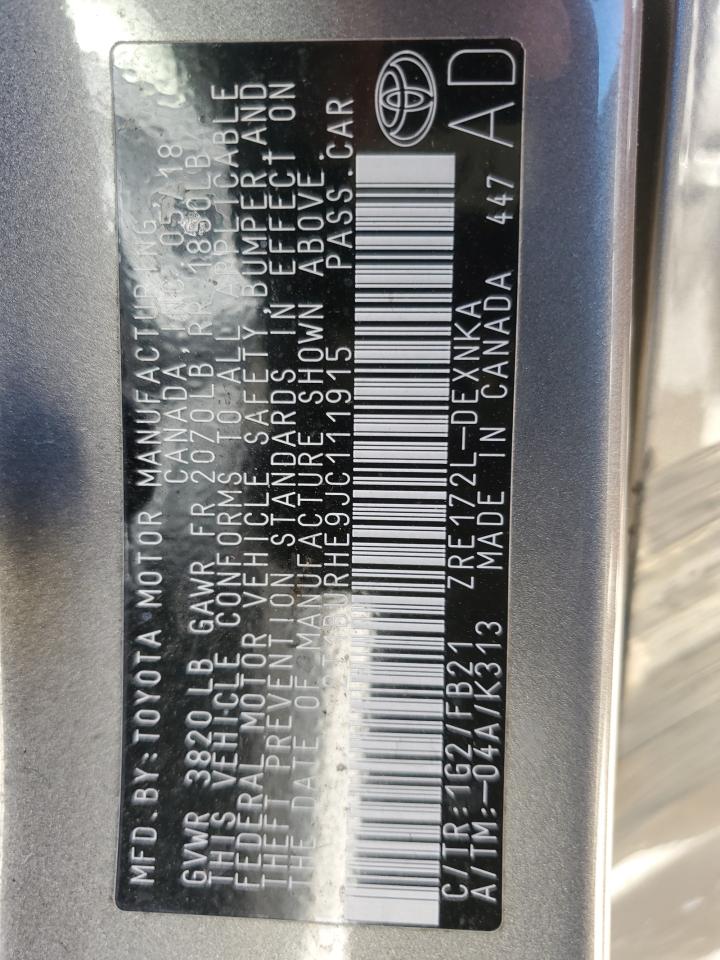 MFD.BY:TOYOTA MOTOR MANUFACTURING
CANADA, INC. 05/18
GVWR 3820 LB GAWR FR 2070LB, RR 1850LB
THIS VEHICLE CONFORMS TO ALL APPLICABLE
FEDERAL MOTOR VEHICLE SAFETY BUMPER AND
THEFT PREVENTION STANDARDS IN EFFECT ON
THE DATE OF MANUFACTURE SHOWN ABOVE.
2T1BURHE9JC111915 PASS.CAR
C/TR:1G2/FB21 ZRE172L-DEXNKA
A/TM:-04A/K313 MADE IN CANADA 447
AD